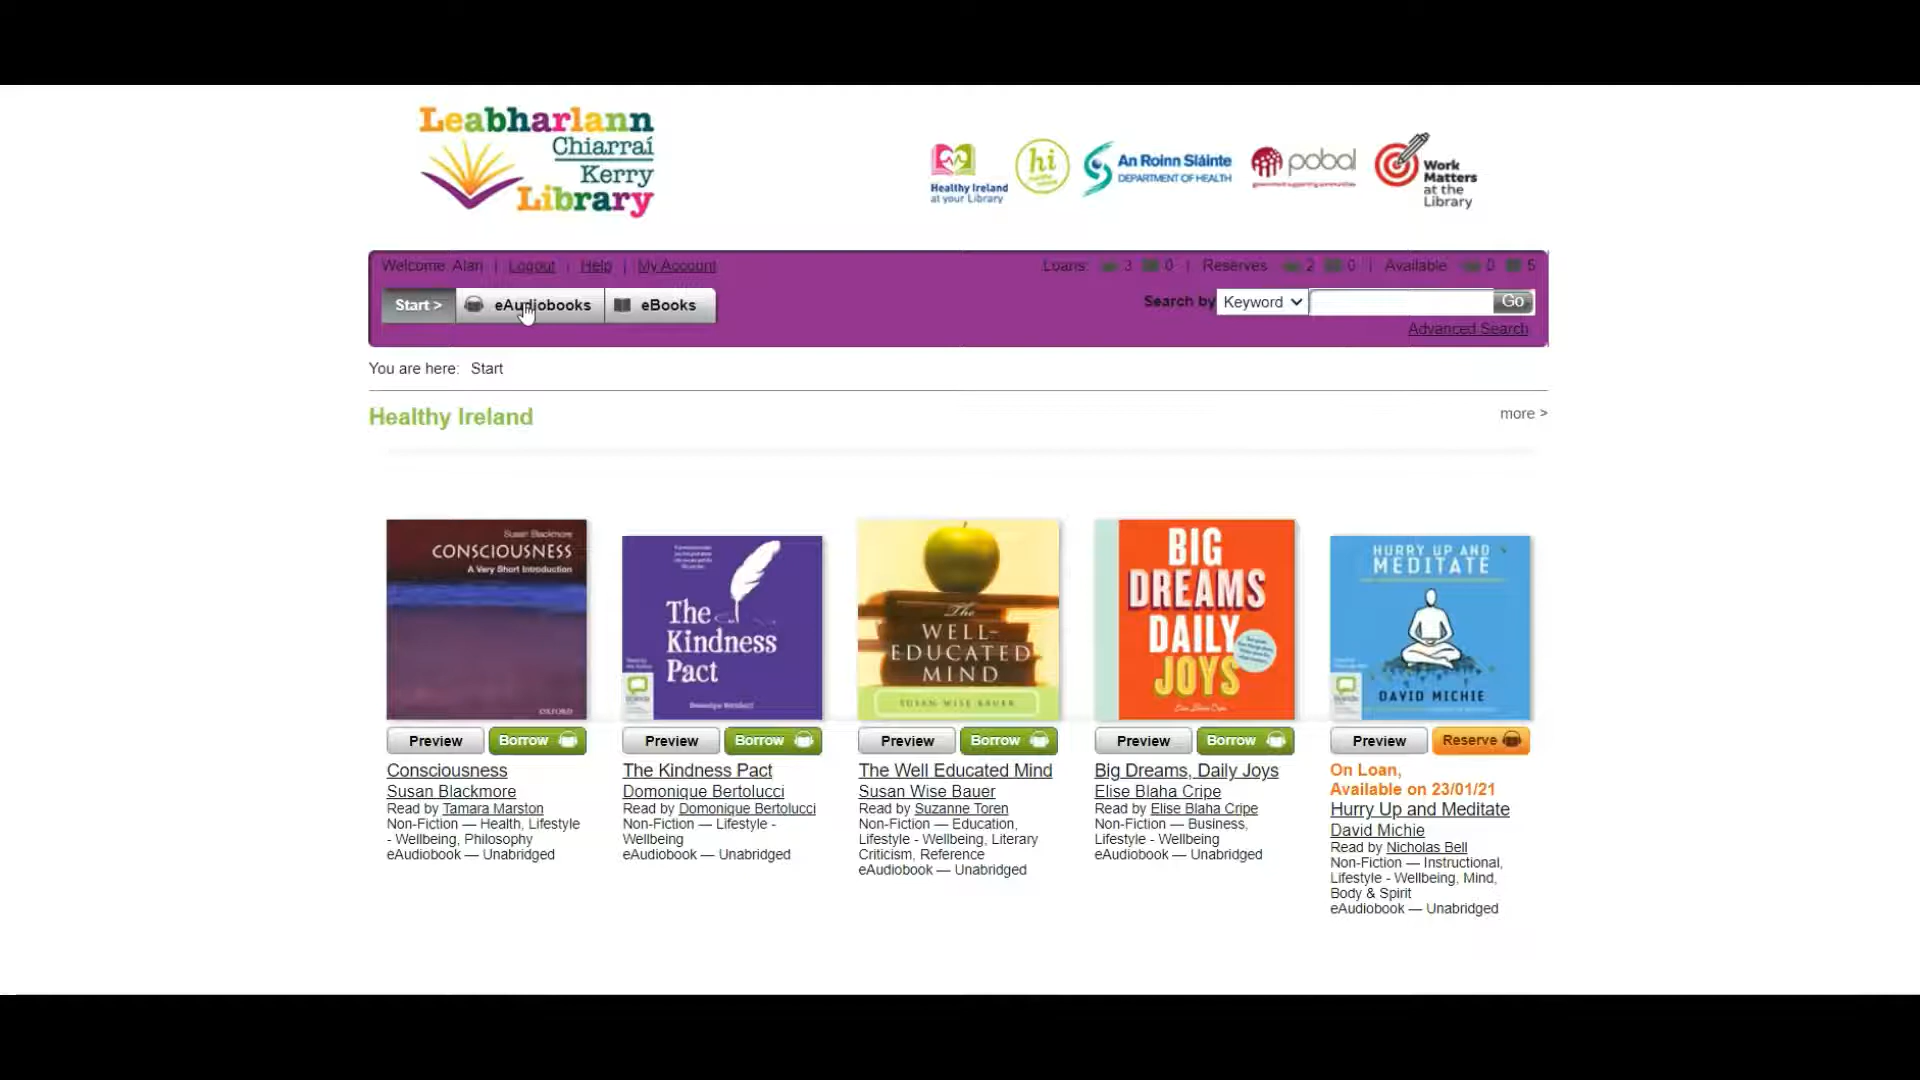 Leabharlann
Chiarraí
Kerry
Library
Healthy Ireland
at your Library
hi
An Roinn Sláinte
DEPARTMENT OF HEALTH
pobal
government supporting communities
Work
Matters
at the
Library
Welcome: Alan | Logout | Help | My Account
Loans: 3 0 | Reserves 2 0 | Available 0 5
Start > eAudiobooks eBooks
Search by Keyword Go
Advanced Search
You are here: Start
Healthy Ireland
more >
Susan Blackmore
CONSCIOUSNESS
A Very Short Introduction
OXFORD
The
Kindness
Pact
Domonique Bertolucci
The
WELL-
EDUCATED
MIND
SUSAN WISE BAUER
BIG
DREAMS
DAILY
JOYS
Elise Blaha Cripe
HURRY UP AND
MEDITATE
DAVID MICHIE
Preview Borrow
Preview Borrow
Preview Borrow
Preview Borrow
Preview Reserve
Consciousness
Susan Blackmore
Read by Tamara Marston
Non-Fiction — Health, Lifestyle
- Wellbeing, Philosophy
eAudiobook — Unabridged
The Kindness Pact
Domonique Bertolucci
Read by Domonique Bertolucci
Non-Fiction — Lifestyle -
Wellbeing
eAudiobook — Unabridged
The Well Educated Mind
Susan Wise Bauer
Read by Suzanne Toren
Non-Fiction — Education,
Lifestyle - Wellbeing, Literary
Criticism, Reference
eAudiobook — Unabridged
Big Dreams, Daily Joys
Elise Blaha Cripe
Read by Elise Blaha Cripe
Non-Fiction — Business,
Lifestyle - Wellbeing
eAudiobook — Unabridged
On Loan,
Available on 23/01/21
Hurry Up and Meditate
David Michie
Read by Nicholas Bell
Non-Fiction — Instructional,
Lifestyle - Wellbeing, Mind,
Body & Spirit
eAudiobook — Unabridged